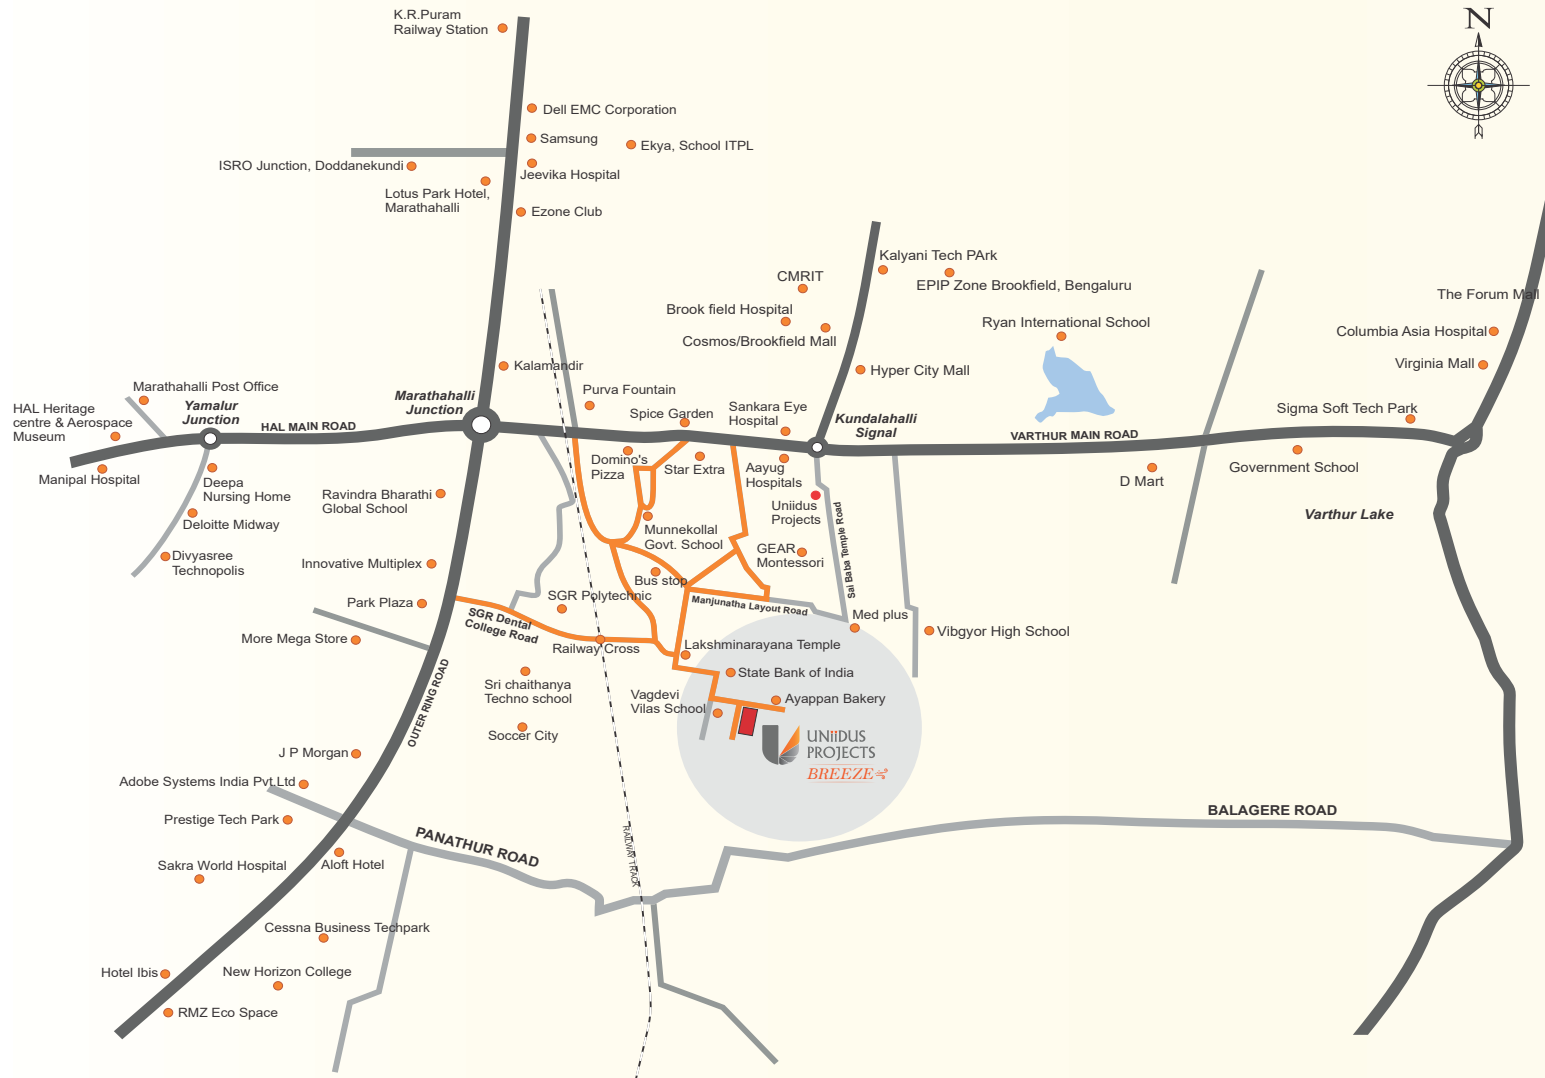 K.R.Puram
Railway Station
N
Dell EMC Corporation
Samsung
Ekya, School ITPL
ISRO Junction, Doddanekundi
Jeevika Hospital
Lotus Park Hotel,
Marathahalli
Ezone Club
Kalyani Tech PArk
CMRIT
EPIP Zone Brookfield, Bengaluru
The Forum Mall
Brook field Hospital
Ryan International School
Columbia Asia Hospital
Cosmos/Brookfield Mall
Kalamandir
Hyper City Mall
Virginia Mall
Marathahalli Post Office
Purva Fountain
Marathahalli
Junction
HAL Heritage
centre & Aerospace
Museum
Yamalur
Junction
Spice Garden
Sankara Eye
Hospital
Kundalahalli
Signal
Sigma Soft Tech Park
HAL MAIN ROAD
VARTHUR MAIN ROAD
Manipal Hospital
Deepa
Nursing Home
Domino's
Pizza
Star Extra
Aayug
Hospitals
D Mart
Government School
Ravindra Bharathi
Global School
Deloitte Midway
Uniidus
Projects
Varthur Lake
Munnekollal
Govt. School
Sai Baba Temple Road
Divyasree
Technopolis
Innovative Multiplex
GEAR
Montessori
Bus stop
Park Plaza
SGR Polytechnic
Manjunatha Layout Road
SGR Dental
College Road
Med plus
More Mega Store
Railway Cross
Lakshminarayana Temple
Vibgyor High School
State Bank of India
Sri chaithanya
Techno school
Vagdevi
Vilas School
Ayappan Bakery
OUTER RING ROAD
Soccer City
UNiiDUS
PROJECTS
BREEZE
J P Morgan
Adobe Systems India Pvt.Ltd
Prestige Tech Park
BALAGERE ROAD
PANATHUR ROAD
RAILWAY TRACK
Sakra World Hospital
Aloft Hotel
Cessna Business Techpark
Hotel Ibis
New Horizon College
RMZ Eco Space